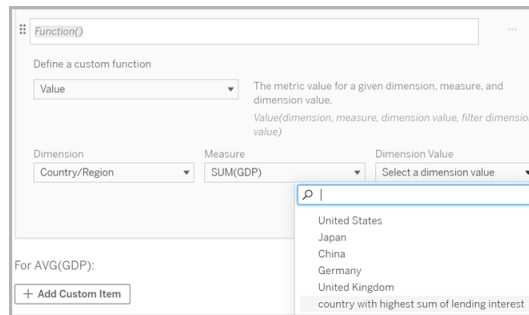 Function()
Define a custom function
Value
The metric value for a given dimension, measure, and
dimension value.
Value(dimension, measure, dimension value, filter dimension
value)
Dimension
Measure
Dimension Value
Country/Region
SUM(GDP)
Select a dimension value
United States
Japan
China
Germany
United Kingdom
country with highest sum of lending interest
For AVG(GDP):
+ Add Custom Item